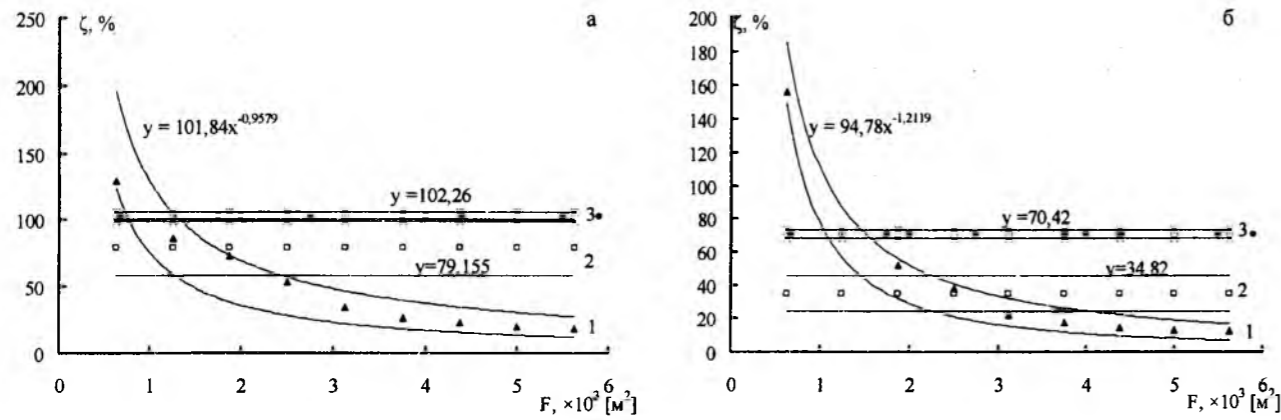 250
ζ, %
а
200
y = 101,84x^-0,9579
150
y =102,26
100
3
2
y=79,155
50
1
0
0 1 2 3 4 5 6
F, ×10³ [м²]
200
ζ, %
б
180
160
y = 94,78x^-1,2119
140
120
100
y =70,42
80
3
60
y=34,82
40
2
20
1
0
0 1 2 3 4 5 6
F, ×10³ [м²]